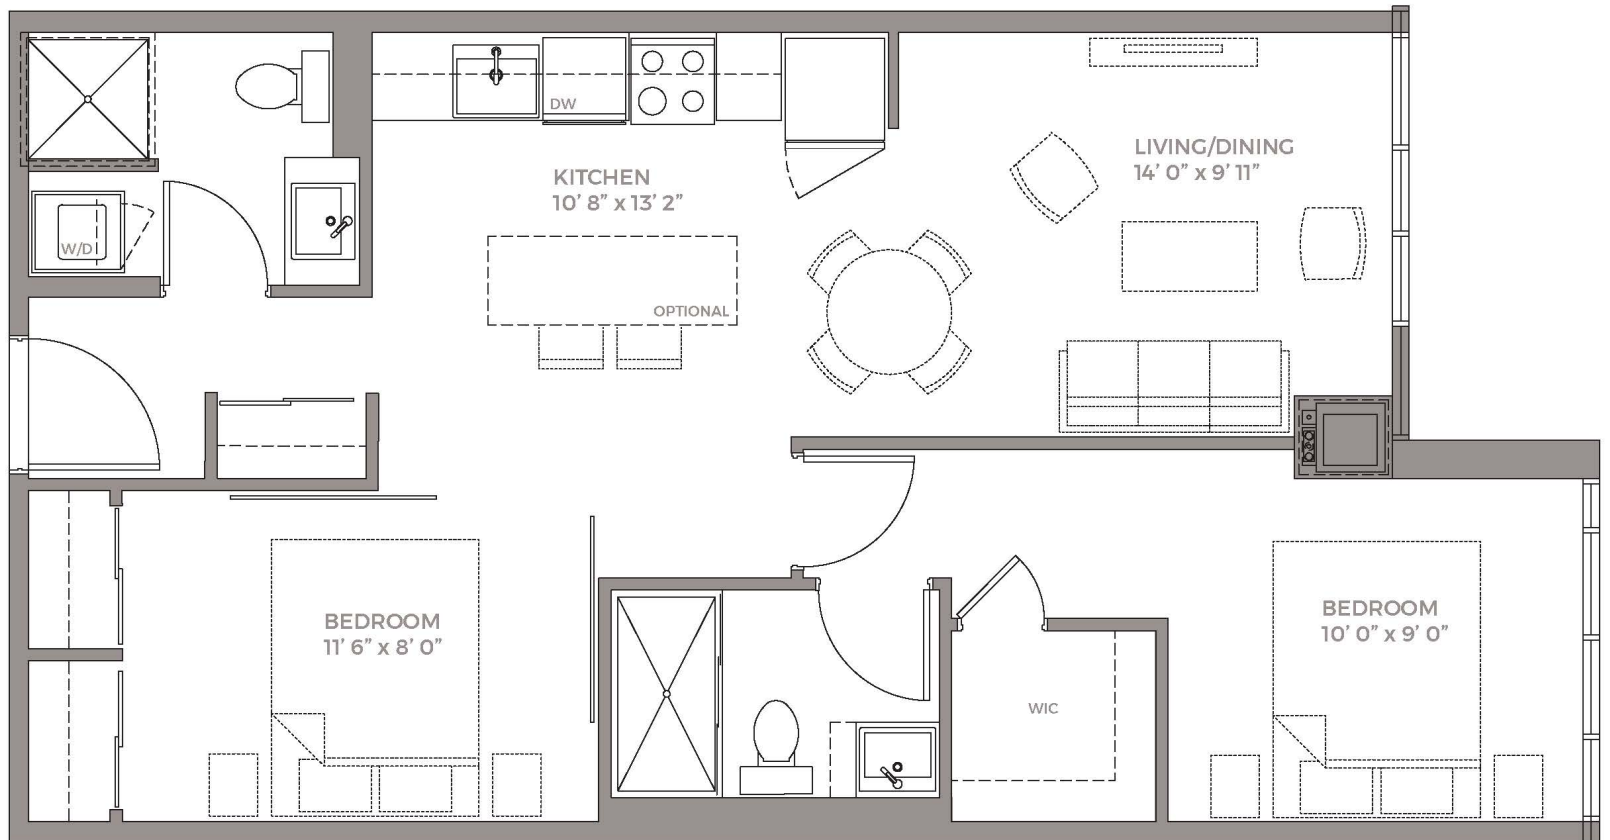 DW
KITCHEN
10' 8" x 13' 2"
LIVING/DINING
14' 0" x 9' 11"
W/D
OPTIONAL
BEDROOM
11' 6" x 8' 0"
BEDROOM
10' 0" x 9' 0"
WIC